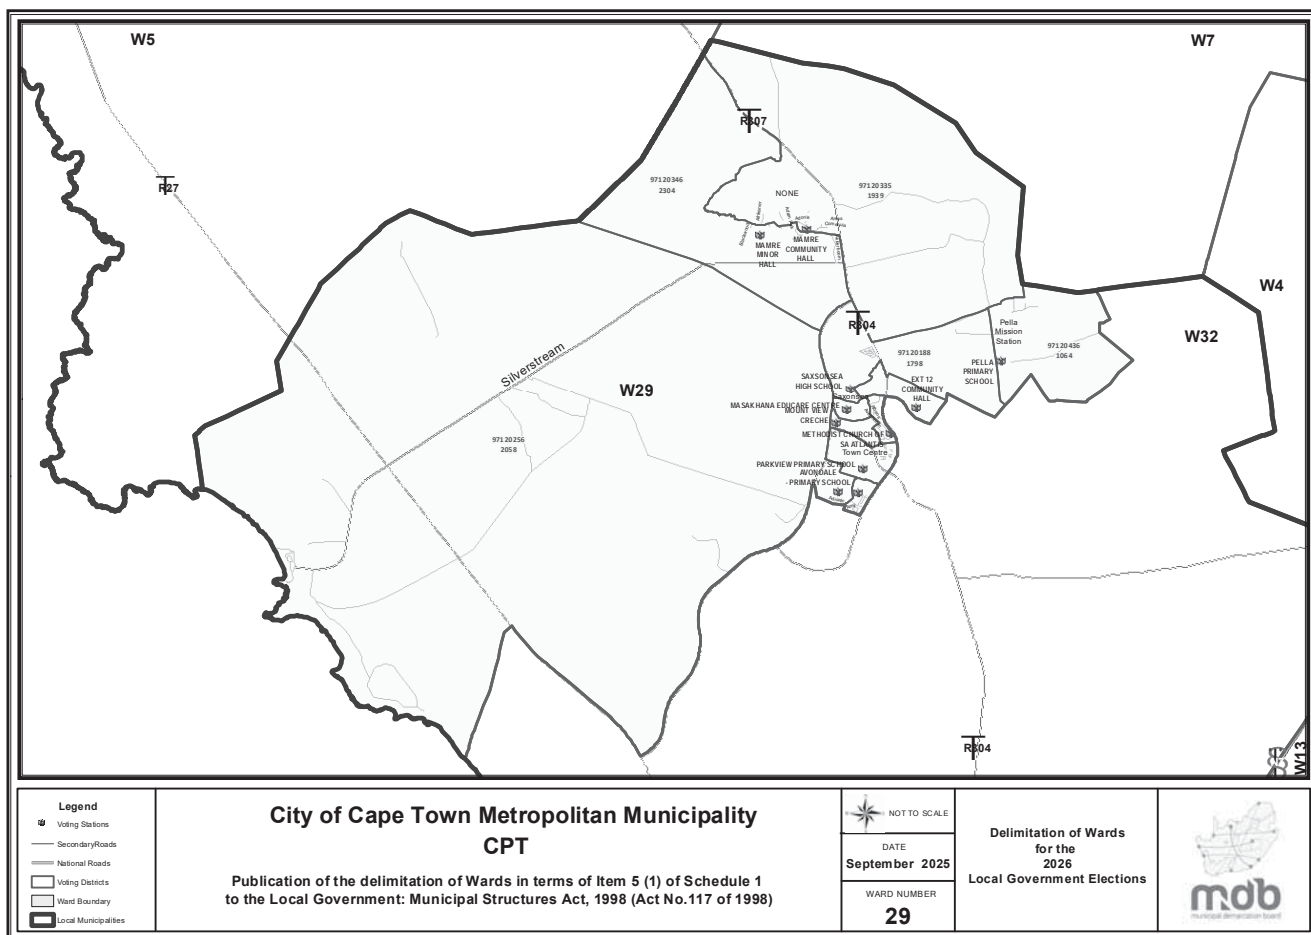 W5
W7
R307
R27
97120346
2304
NONE
97120335
1939
MAMRE
MINOR
HALL
MAMRE
COMMUNITY
HALL
W4
R304
Pella
Mission
Station
W32
97120436
1064
97120188
1798
PELLA
PRIMARY
SCHOOL
Silverstream
W29
SAXSONSEA
HIGH SCHOOL
EXT 12
COMMUNITY
HALL
MASAKHANA EDUCARE CENTRE
MOUNT VIEW
CRECHE
METHODIST CHURCH OF
SA ATLANTIS
Town Centre
97120256
2058
PARKVIEW PRIMARY SCHOOL
AVONDALE
- PRIMARY SCHOOL
R304
W13
Legend
Voting Stations
SecondaryRoads
National Roads
Voting Districts
Ward Boundary
Local Municipalities
City of Cape Town Metropolitan Municipality
CPT
Publication of the delimitation of Wards in terms of Item 5 (1) of Schedule 1
to the Local Government: Municipal Structures Act, 1998 (Act No.117 of 1998)
NOT TO SCALE
DATE
September 2025
WARD NUMBER
29
Delimitation of Wards
for the
2026
Local Government Elections
mdb
municipal demarcation board